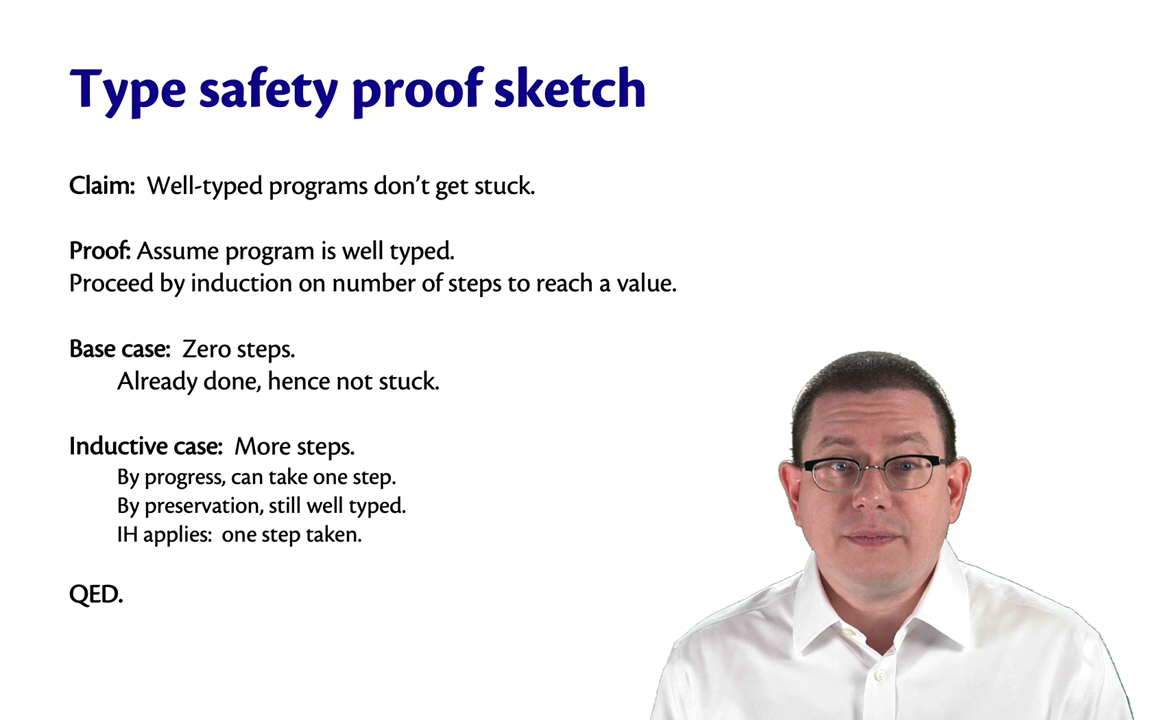 Type safety proof sketch
Claim: Well-typed programs don’t get stuck.
Proof: Assume program is well typed.
Proceed by induction on number of steps to reach a value.
Base case: Zero steps.
Already done, hence not stuck.
Inductive case: More steps.
By progress, can take one step.
By preservation, still well typed.
IH applies: one step taken.
QED.